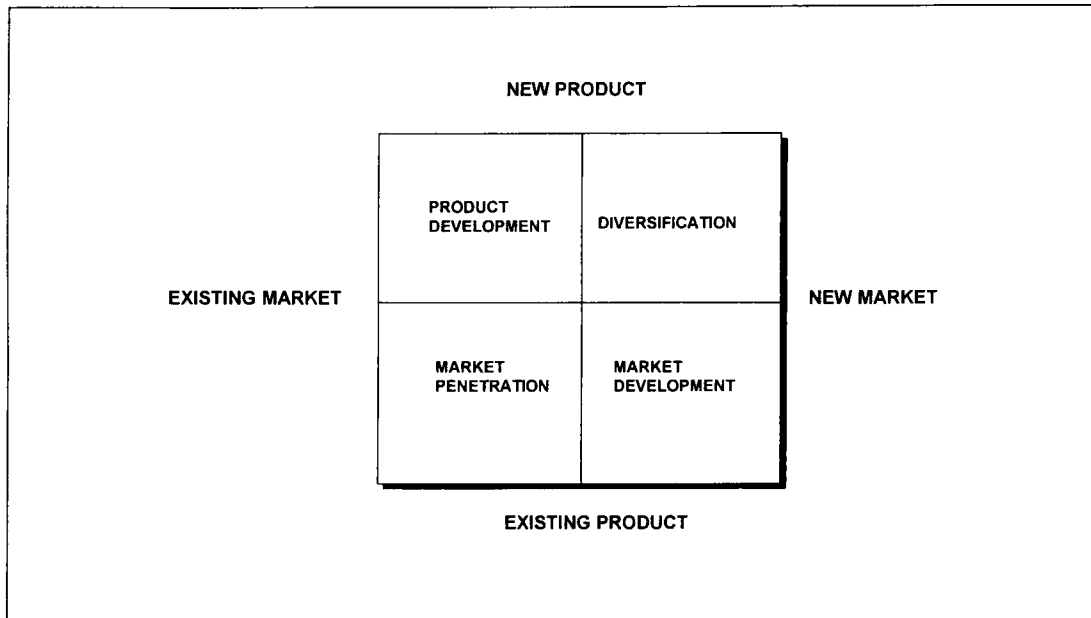 NEW PRODUCT
PRODUCT
DEVELOPMENT
DIVERSIFICATION
EXISTING MARKET
NEW MARKET
MARKET
PENETRATION
MARKET
DEVELOPMENT
EXISTING PRODUCT